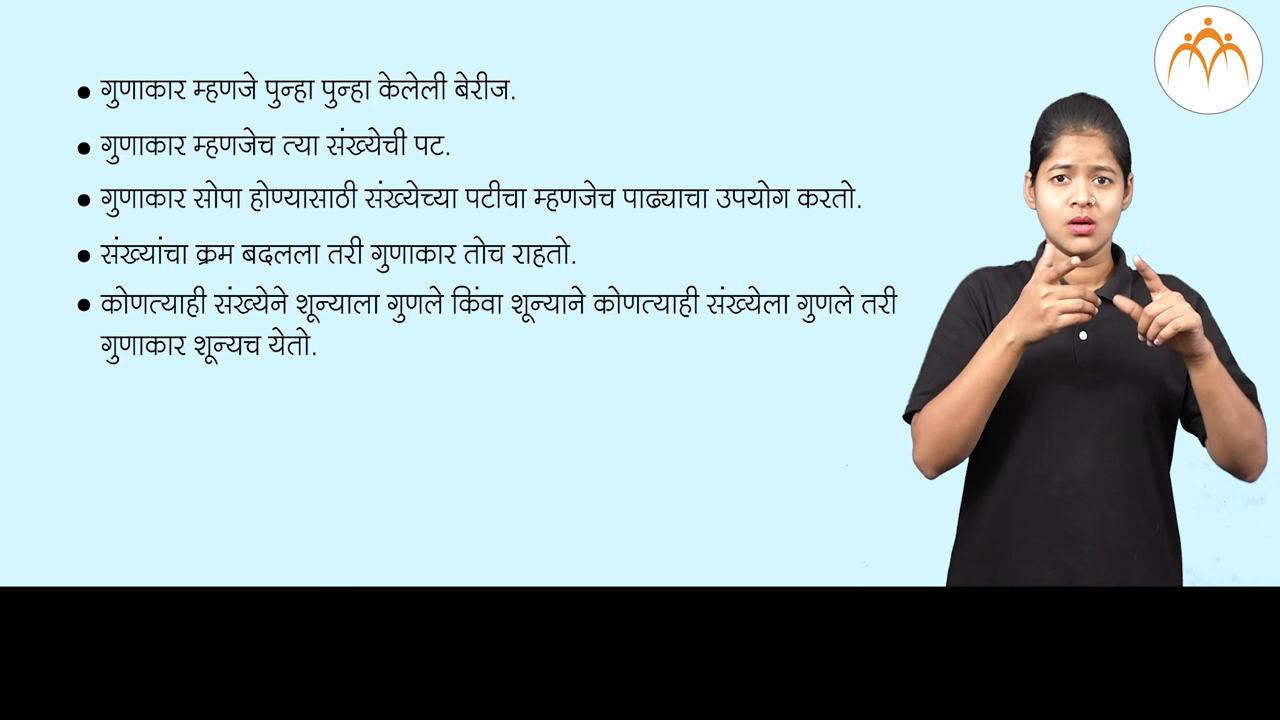 • गुणाकार म्हणजे पुन्हा पुन्हा केलेली बेरीज.
• गुणाकार म्हणजेच त्या संख्येची पट.
• गुणाकार सोपा होण्यासाठी संख्येच्या पटीचा म्हणजेच पाढ्याचा उपयोग करतो.
• संख्यांचा क्रम बदलला तरी गुणाकार तोच राहतो.
• कोणत्याही संख्येने शून्याला गुणले किंवा शून्याने कोणत्याही संख्येला गुणले तरी
गुणाकार शून्यच येतो.